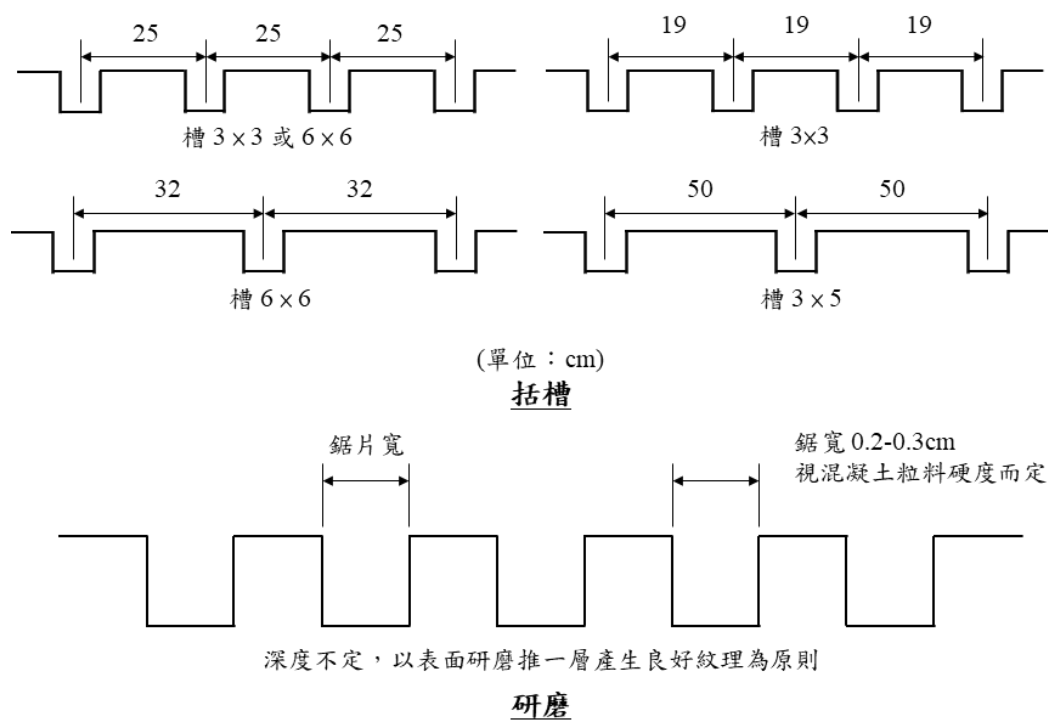 25 25 25
19 19 19
槽 3 × 3 或 6 × 6
槽 3×3
32 32
50 50
槽 6 × 6
槽 3 × 5
(單位：cm)
括槽
鋸片寬
鋸寬 0.2-0.3cm
視混凝土粒料硬度而定
深度不定，以表面研磨推一層產生良好紋理為原則
研磨